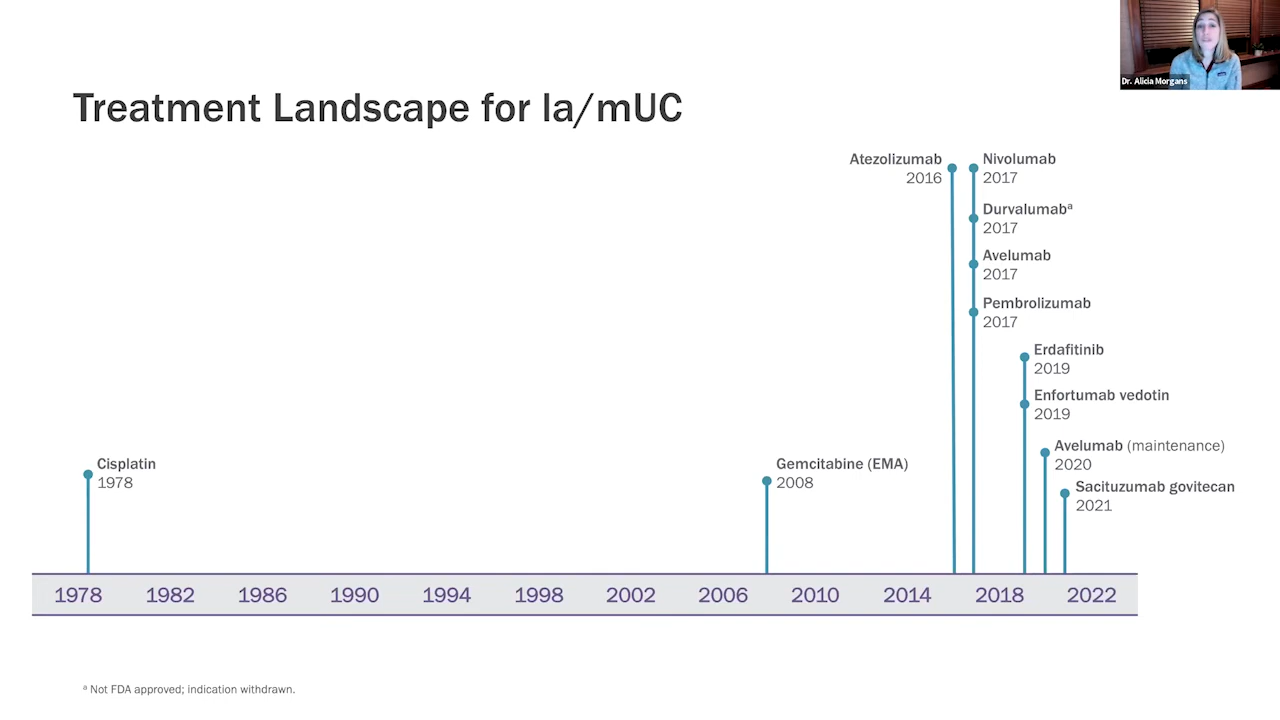 Dr. Alicia Morgans
Treatment Landscape for la/mUC
Atezolizumab
2016
Nivolumab
2017
Durvalumabᵃ
2017
Avelumab
2017
Pembrolizumab
2017
Erdafitinib
2019
Enfortumab vedotin
2019
Avelumab (maintenance)
2020
Sacituzumab govitecan
2021
Cisplatin
1978
Gemcitabine (EMA)
2008
1978 1982 1986 1990 1994 1998 2002 2006 2010 2014 2018 2022
ᵃ Not FDA approved; indication withdrawn.